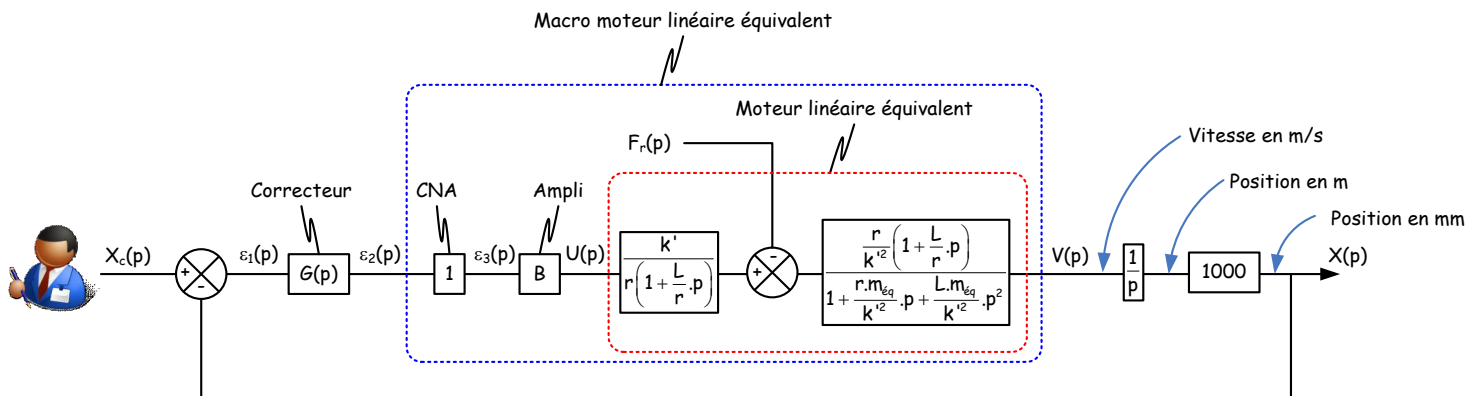 Macro moteur linéaire équivalent
Moteur linéaire équivalent
Fr(p)
Vitesse en m/s
Correcteur
CNA
Ampli
Position en m
Position en mm
Xc(p)
+
-
ε1(p)
G(p)
ε2(p)
1
ε3(p)
B
U(p)
k'
r(1+L/r.p)
+
-
r/k'²(1+L/r.p)
1+r.méq/k'².p+L.méq/k'².p²
V(p)
1/p
1000
X(p)